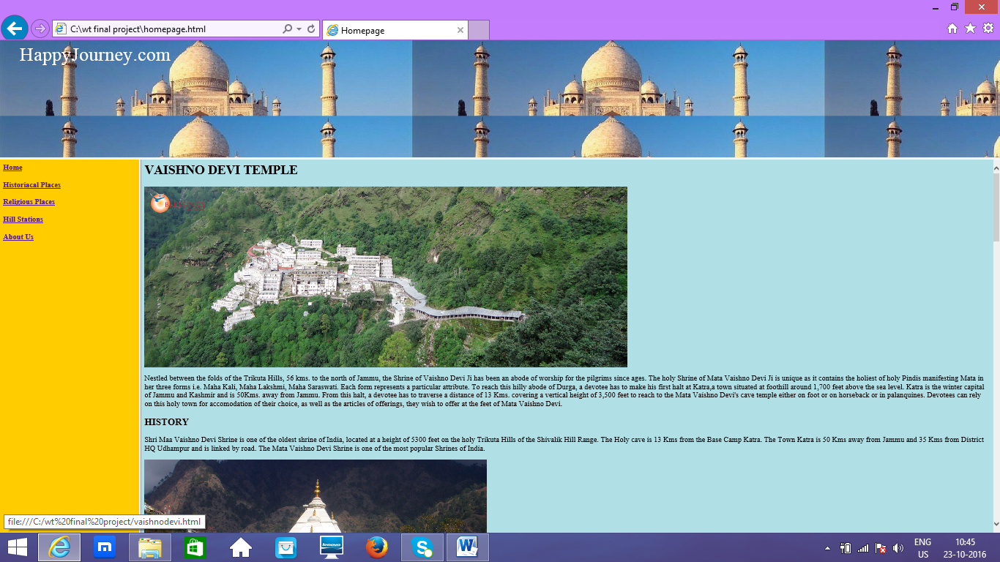 C:\wt final project\homepage.html
Homepage
HappyJourney.com
Home
Historiacal Places
Religious Places
Hill Stations
About Us
VAISHNO DEVI TEMPLE
Nestled between the folds of the Trikuta Hills, 56 kms. to the north of Jammu, the Shrine of Vaishno Devi Ji has been an abode of worship for the pilgrims since ages. The holy Shrine of Mata Vaishno Devi Ji is unique as it contains the holiest of holy Pindis manifesting Mata in
her three forms i.e. Maha Kali, Maha Lakshmi, Maha Saraswati. Each form represents a particular attribute. To reach this hilly abode of Durga, a devotee has to make his first halt at Katra,a town situated at foothill around 1,700 feet above the sea level. Katra is the winter capital
of Jammu and Kashmir and is 50Kms. away from Jammu. From this halt, a devotee has to traverse a distance of 13 Kms. covering a vertical height of 3,500 feet to reach to the Mata Vaishno Devi's cave temple either on foot or on horseback or in palanquines. Devotees can rely
on this holy town for accomodation of their choice, as well as the articles of offerings, they wish to offer at the feet of Mata Vaishno Devi.
HISTORY
Shri Maa Vaishno Devi Shrine is one of the oldest shrine of India, located at a height of 5300 feet on the holy Trikuta Hills of the Shivalik Hill Range. The Holy cave is 13 Kms from the Base Camp Katra. The Town Katra is 50 Kms away from Jammu and 35 Kms from District
HQ Udhampur and is linked by road. The Mata Vaishno Devi Shrine is one of the most popular Shrines of India.
file:///C:/wt%20final%20project/vaishnodevi.html
lenovo
ENG
US
10:45
23-10-2016